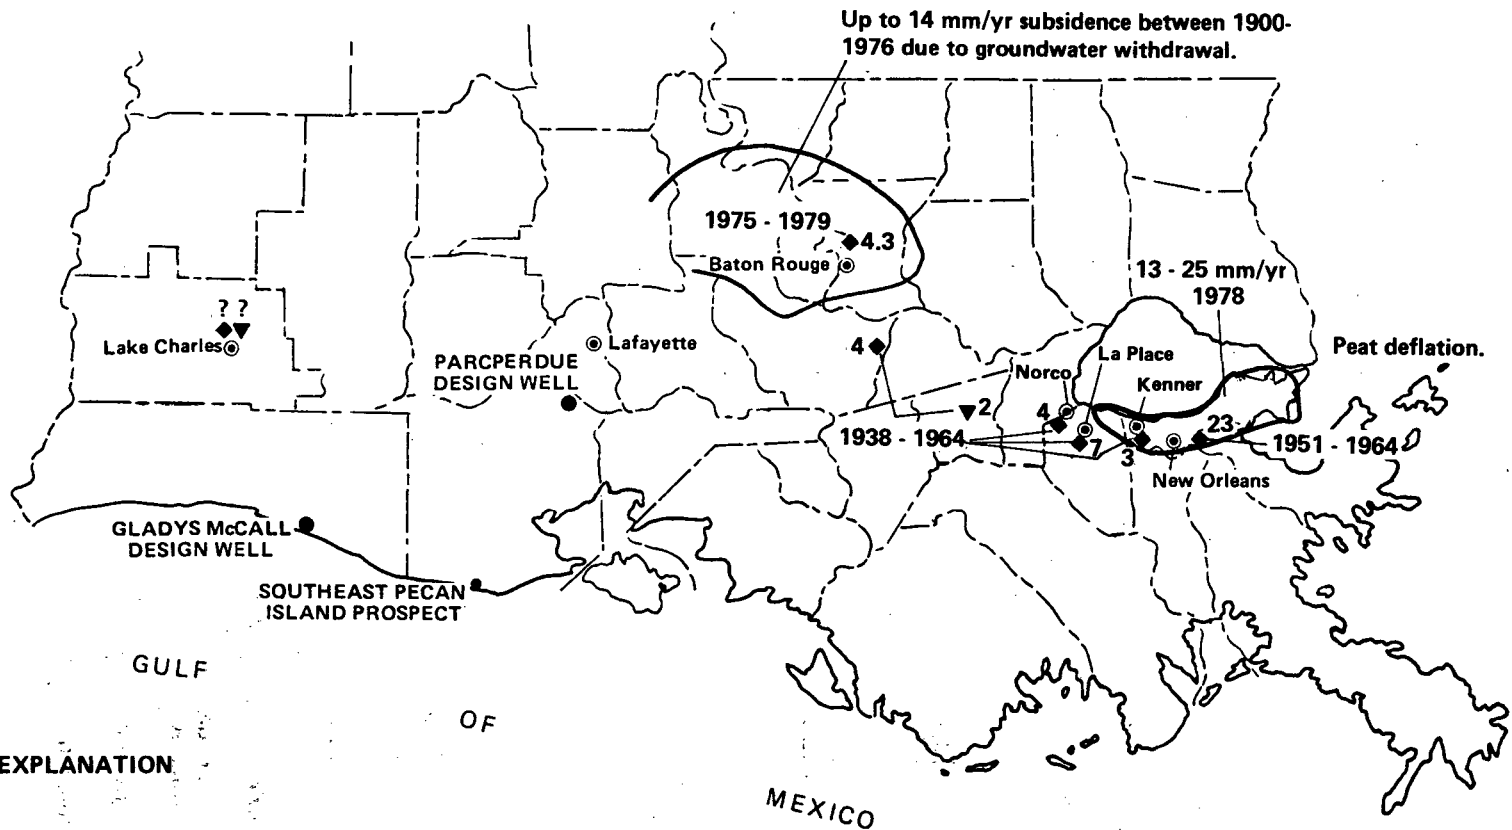 Up to 14 mm/yr subsidence between 1900-
1976 due to groundwater withdrawal.
1975 - 1979
4.3
Baton Rouge
13 - 25 mm/yr
1978
? ?
Lake Charles
Lafayette
PARCPERDUE
DESIGN WELL
4
La Place
Peat deflation.
Norco
Kenner
2
4
1938 - 1964
7
3
23
1951 - 1964
New Orleans
GLADYS McCALL
DESIGN WELL
SOUTHEAST PECAN
ISLAND PROSPECT
GULF
OF
MEXICO
EXPLANATION